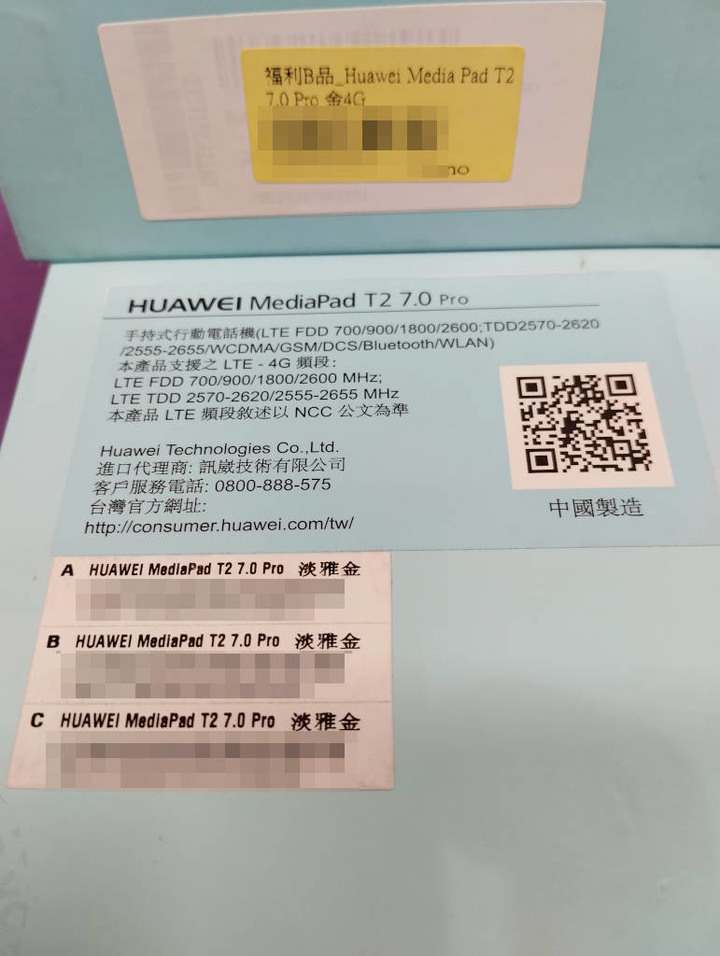 福利B品_Huawei Media Pad T2
7.0 Pro 金4G
HUAWEI MediaPad T2 7.0 Pro
手持式行動電話機(LTE FDD 700/900/1800/2600;TDD2570-2620
/2555-2655/WCDMA/GSM/DCS/Bluetooth/WLAN)
本產品支援之 LTE - 4G 頻段:
LTE FDD 700/900/1800/2600 MHz;
LTE TDD 2570-2620/2555-2655 MHz
本產品 LTE 頻段敘述以 NCC 公文為準
Huawei Technologies Co.,Ltd.
進口代理商: 訊崴技術有限公司
客戶服務電話: 0800-888-575
台灣官方網址:
http://consumer.huawei.com/tw/
中國製造
A HUAWEI MediaPad T2 7.0 Pro 淡雅金
B HUAWEI MediaPad T2 7.0 Pro 淡雅金
C HUAWEI MediaPad T2 7.0 Pro 淡雅金